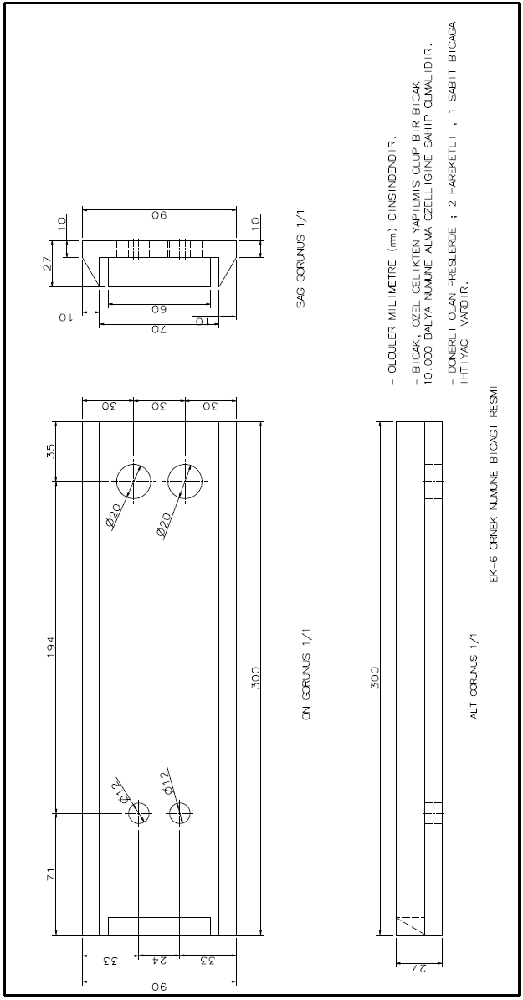 71
194
35
33
24
33
90
φ12
φ12
Ø20
Ø20
30
30
30
300
ON GORUNUS 1/1
27
10
10
10
10
70
60
90
SAG GORUNUS 1/1
300
27
ALT GORUNUS 1/1
- OLCULER MILIMETRE (mm) CINSINDENDIR.
- BICAK, OZEL CELIKTEN YAPILMIS OLUP BIR BICAK
10.000 BALYA NUMUNE ALMA OZELLIGINE SAHIP OLMALIDIR.
- DONERLI OLAN PRESLERDE ; 2 HAREKETLI , 1 SABIT BICAGA
IHTIYAC VARDIR.
EK-6 ORNEK NUMUNE BICAGI RESMI